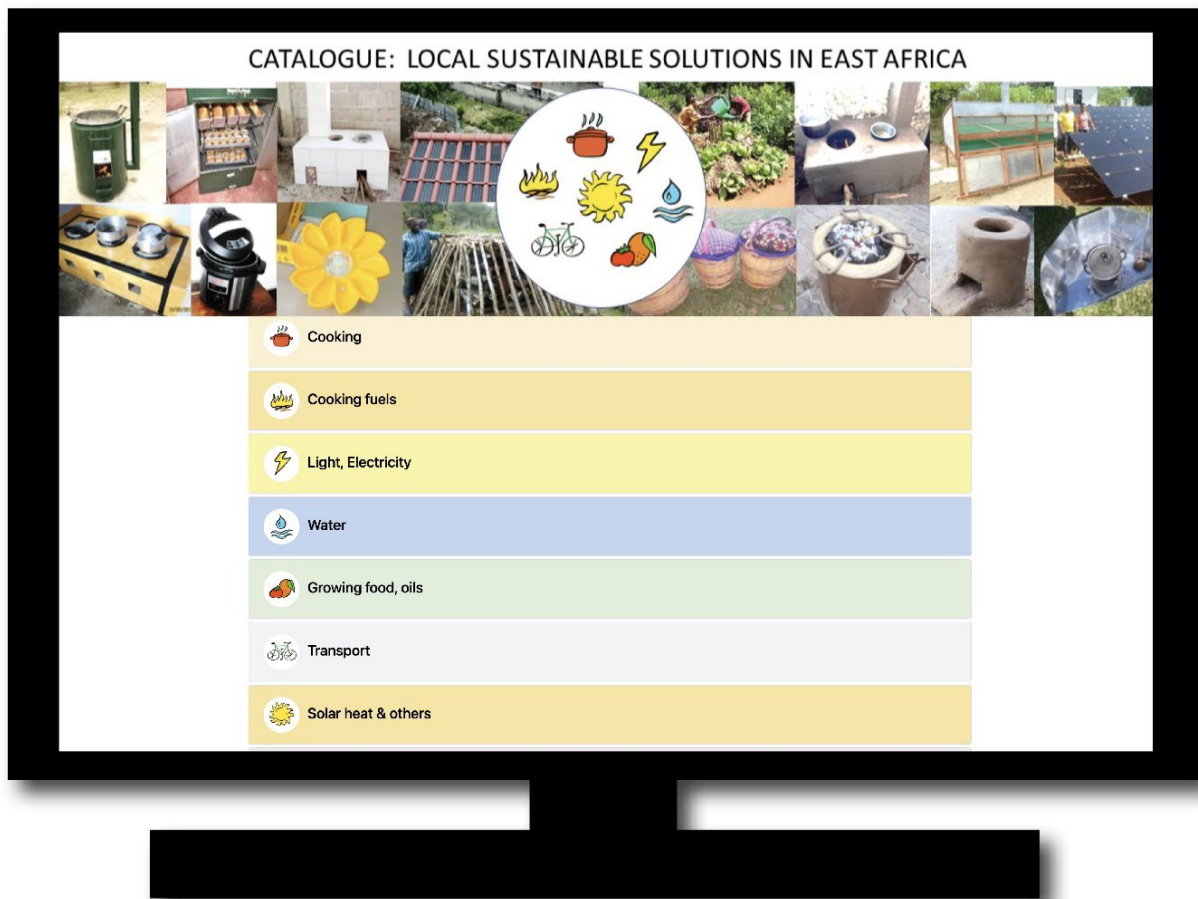 CATALOGUE: LOCAL SUSTAINABLE SOLUTIONS IN EAST AFRICA
Cooking
Cooking fuels
Light, Electricity
Water
Growing food, oils
Transport
Solar heat & others